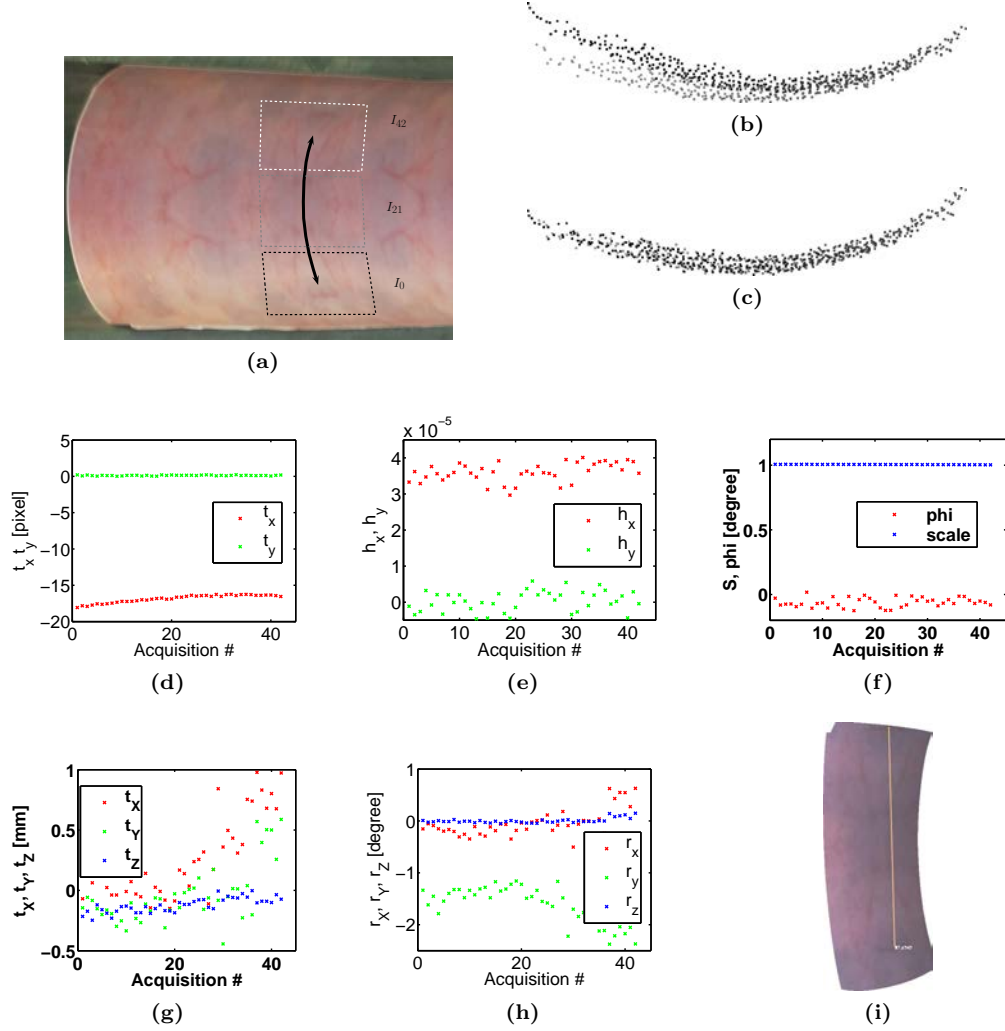 I42
I21
I0
(a)
(b)
(c)
5
0
−5
−10
−15
−20
0 20 40
t_x t_y [pixel]
t_x
t_y
Acquisition #
(d)
x 10^-5
4
3
2
1
0
0 10 20 30 40
h_x, h_y
h_x
h_y
Acquisition #
(e)
1
0.5
0
0 10 20 30 40
S, phi [degree]
phi
scale
Acquisition #
(f)
1
0.5
0
−0.5
0 20 40
t_X, t_Y, t_Z [mm]
t_X
t_Y
t_Z
Acquisition #
(g)
1
0
−1
−2
0 20 40
r_X, r_Y, r_Z [degree]
r_x
r_y
r_z
Acquisition #
(h)
(i)